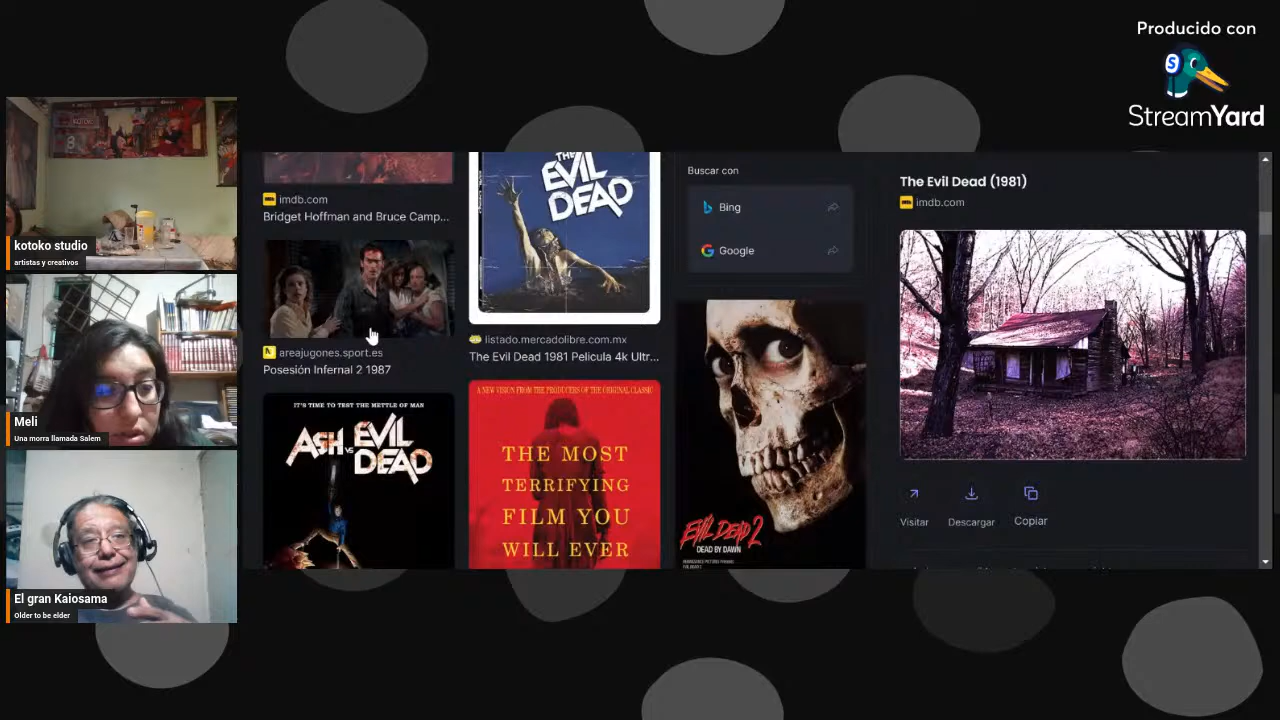 Producido con
StreamYard
kotoko studio
artistas y creativos
Meli
Una morra llamada Salem
El gran Kaiosama
Older to be elder
imdb.com
Bridget Hoffman and Bruce Camp...
areajugones.sport.es
Posesión Infernal 2 1987
IT'S TIME TO TEST THE METTLE OF MAN
ASH vs EVIL
DEAD
THE
EVIL
DEAD
listado.mercadolibre.com.mx
The Evil Dead 1981 Pelicula 4k Ultr...
A NEW VISION FROM THE PRODUCERS OF THE ORIGINAL CLASSIC
THE MOST
TERRIFYING
FILM YOU
WILL EVER
Buscar con
Bing
Google
EVIL DEAD 2
DEAD BY DAWN
The Evil Dead (1981)
imdb.com
Visitar
Descargar
Copiar